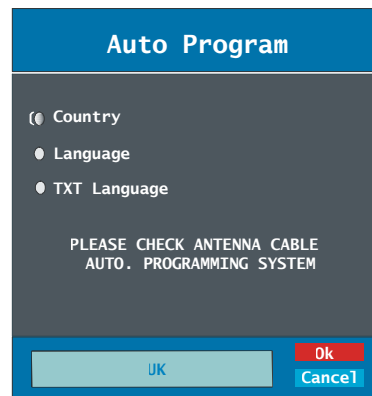 Auto Program
Country
Language
TXT Language
PLEASE CHECK ANTENNA CABLE
AUTO. PROGRAMMING SYSTEM
UK
Ok
Cancel